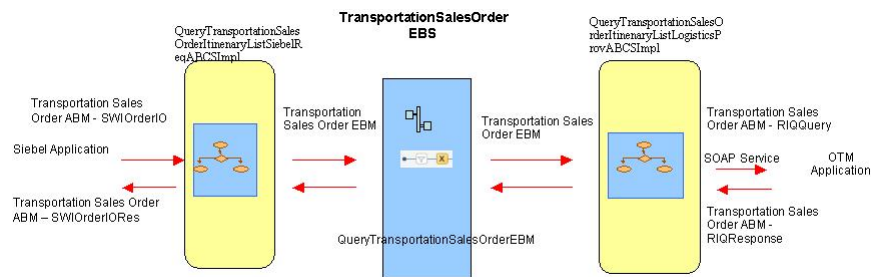 TransportationSalesOrder
EBS
QueryTransportationSales
OrderItinenaryListSiebelR
eqABCSImpl
QueryTransportationSalesO
rderItinenaryListLogisticsP
rovABCSImpl
Transportation Sales
Order ABM - SWIOrderIO
Siebel Application
Transportation Sales Order
ABM – SWIOrderIORes
Transportation
Sales Order EBM
Transportation Sales
Order EBM
QueryTransportationSalesOrderEBM
Transportation Sales
Order ABM - RIQQuery
SOAP Service
OTM
Application
Transportation Sales
Order ABM -
RIQResponse